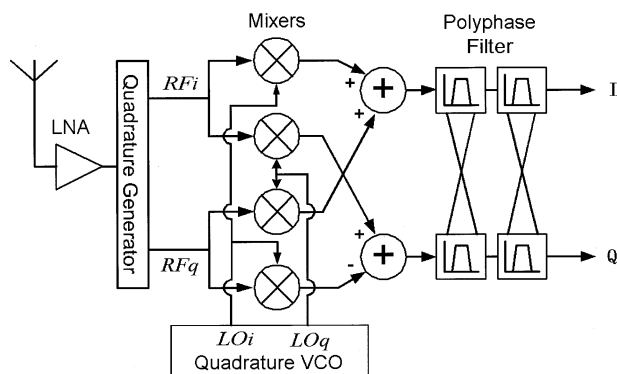 Mixers
Polyphase
Filter
LNA
Quadrature Generator
RFi
RFq
+
+
+
+
-
+
I
Q
LOi
LOq
Quadrature VCO